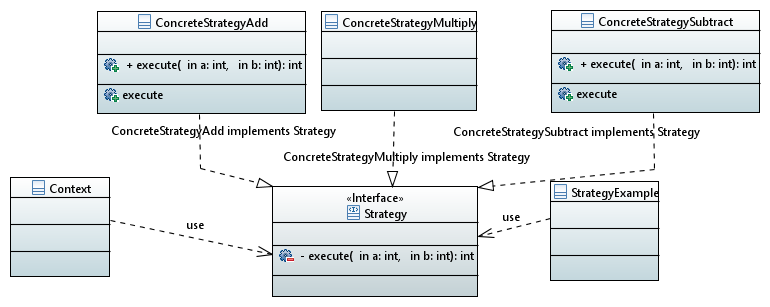 ConcreteStrategyAdd
+ execute( in a: int, in b: int): int
execute
ConcreteStrategyMultiply
ConcreteStrategySubtract
+ execute( in a: int, in b: int): int
execute
ConcreteStrategyAdd implements Strategy
ConcreteStrategyMultiply implements Strategy
ConcreteStrategySubtract implements Strategy
Context
use
«Interface»
Strategy
- execute( in a: int, in b: int): int
use
StrategyExample